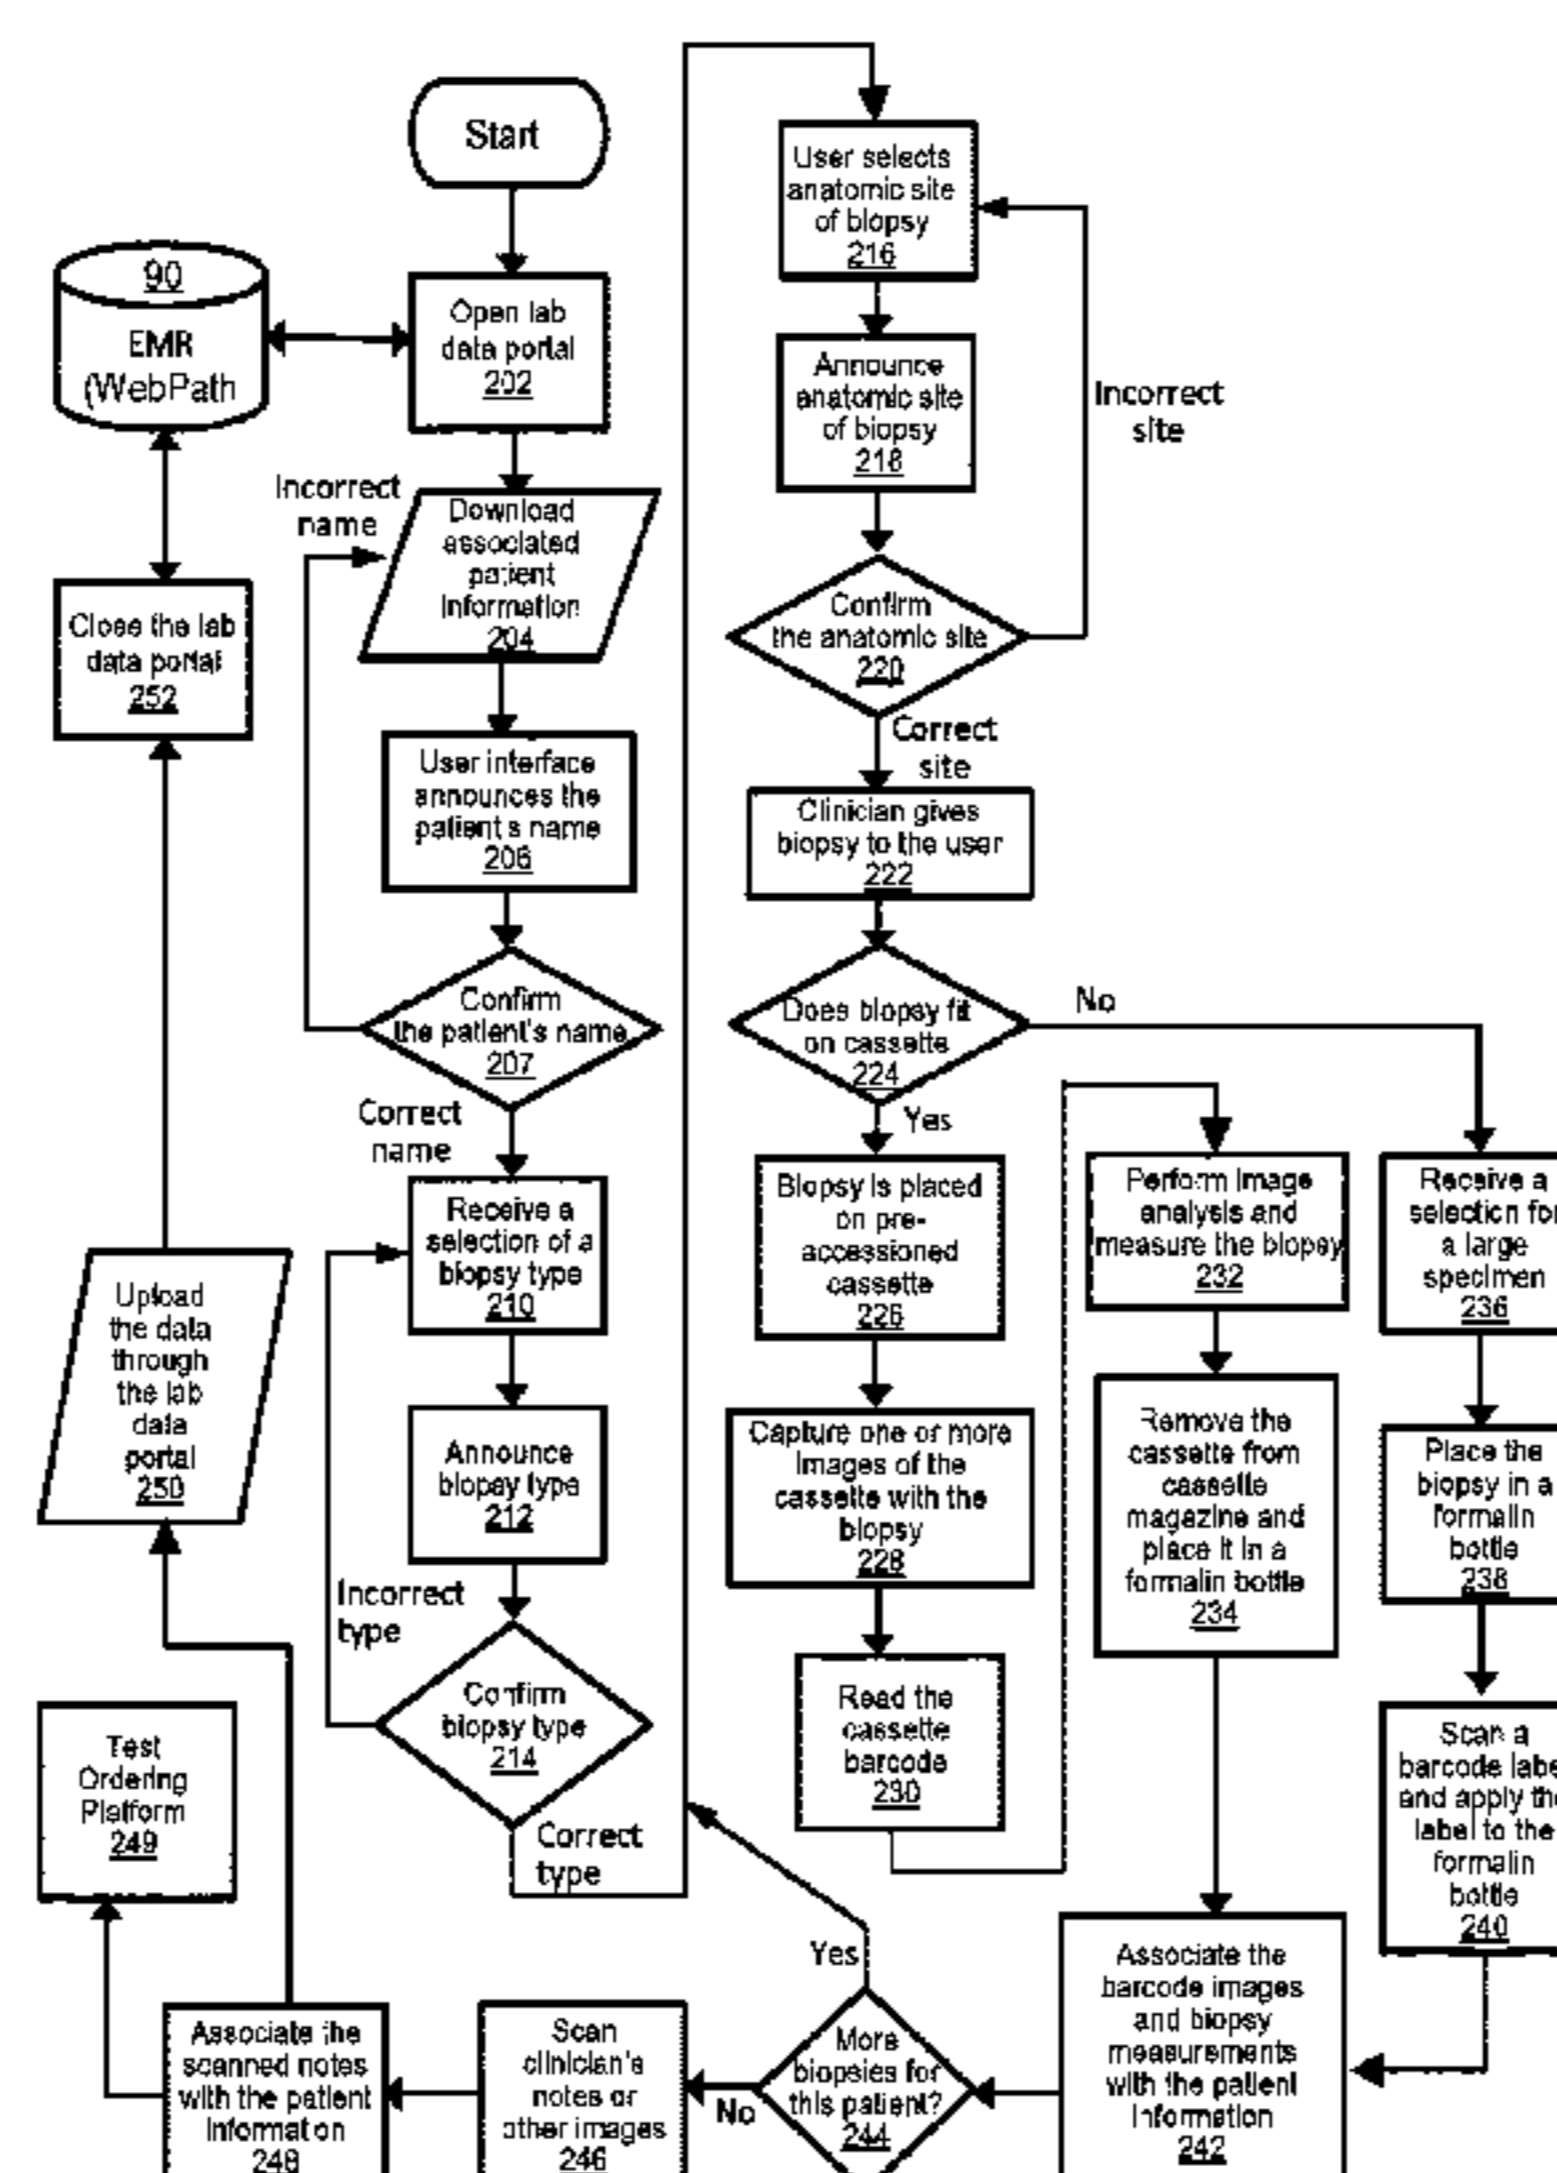 Start
90
EMR
(WebPath
Open lab
data portal
202
Incorrect
name
Download
associated
patient
information
204
Close the lab
data portal
252
User interface
announces the
patient's name
206
Confirm
the patient's name
207
Correct
name
Receive a
selection of a
biopsy type
210
Upload
the data
through
the lab
data
portal
250
Announce
biopsy type
212
Incorrect
type
Confirm
biopsy type
214
Correct
type
Test
Ordering
Platform
249
User selects
anatomic site
of biopsy
216
Announce
anatomic site
of biopsy
218
Incorrect
site
Confirm
the anatomic site
220
Correct
site
Clinician gives
biopsy to the user
222
Does biopsy fit
on cassette
224
No
Yes
Biopsy is placed
on pre-
accessioned
cassette
226
Capture one or more
images of the
cassette with the
biopsy
228
Read the
cassette
barcode
230
Perform image
analysis and
measure the biopsy
232
Remove the
cassette from
cassette
magazine and
place it in a
formalin bottle
234
Receive a
selection for
a large
specimen
236
Place the
biopsy in a
formalin
bottle
238
Scan a
barcode labe
and apply the
label to the
formalin
bottle
240
Associate the
barcode images
and biopsy
measurements
with the patient
information
242
Yes
More
biopsies for
this patient?
244
No
Scan
clinician's
notes or
other images
246
Associate the
scanned notes
with the patient
information
248